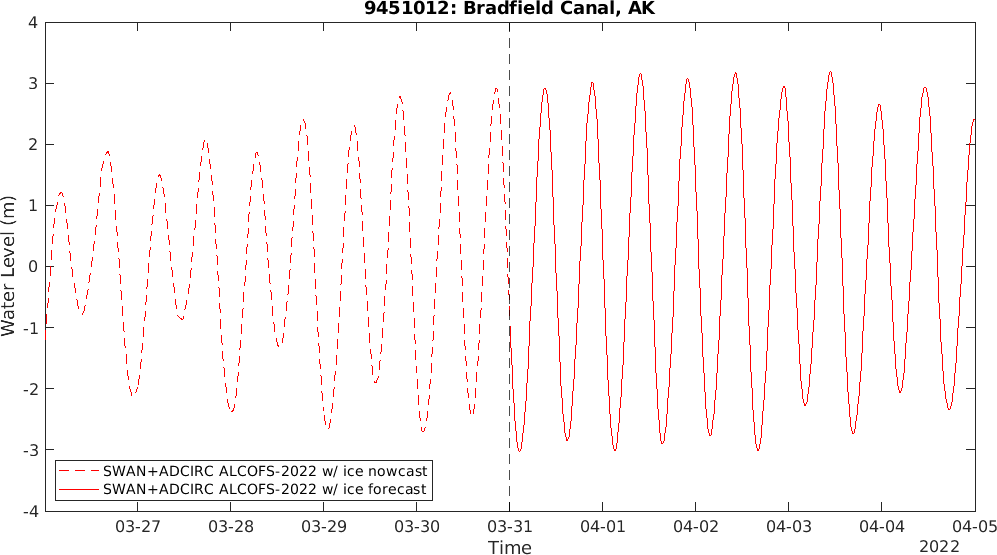 9451012: Bradfield Canal, AK
4
3
2
1
0
-1
-2
-3
-4
Water Level (m)
SWAN+ADCIRC ALCOFS-2022 w/ ice nowcast
SWAN+ADCIRC ALCOFS-2022 w/ ice forecast
03-27 03-28 03-29 03-30 03-31 04-01 04-02 04-03 04-04 04-05
Time
2022